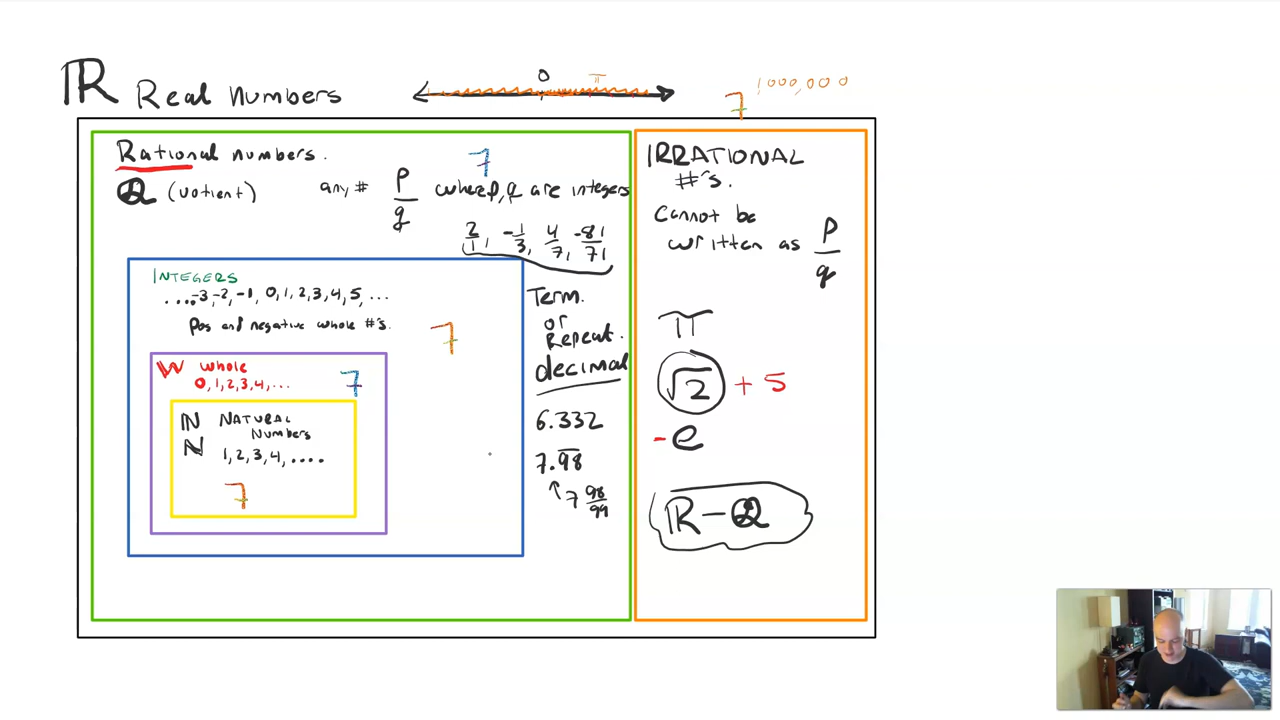 ℝ Real Numbers
0
π
7
1000,000
Rational numbers.
7
ℚ (uotient) any # p/q where p, q are integers
2/1, -1/3, 4/7, -81/71
INTEGERS
....-3,-2,-1, 0,1,2,3,4,5,...
Pos and negative whole #'s.
7
W whole
0,1,2,3,4,...
7
ℕ NATURAL
Numbers
N
1,2,3,4,....
7
Term.
or
Repeat.
decimal
6.332
7.9̅8̅
↑ 7 98/99
IRRATIONAL
#'s.
Cannot be
written as p/q
π
√2 + 5
-e
ℝ - ℚ